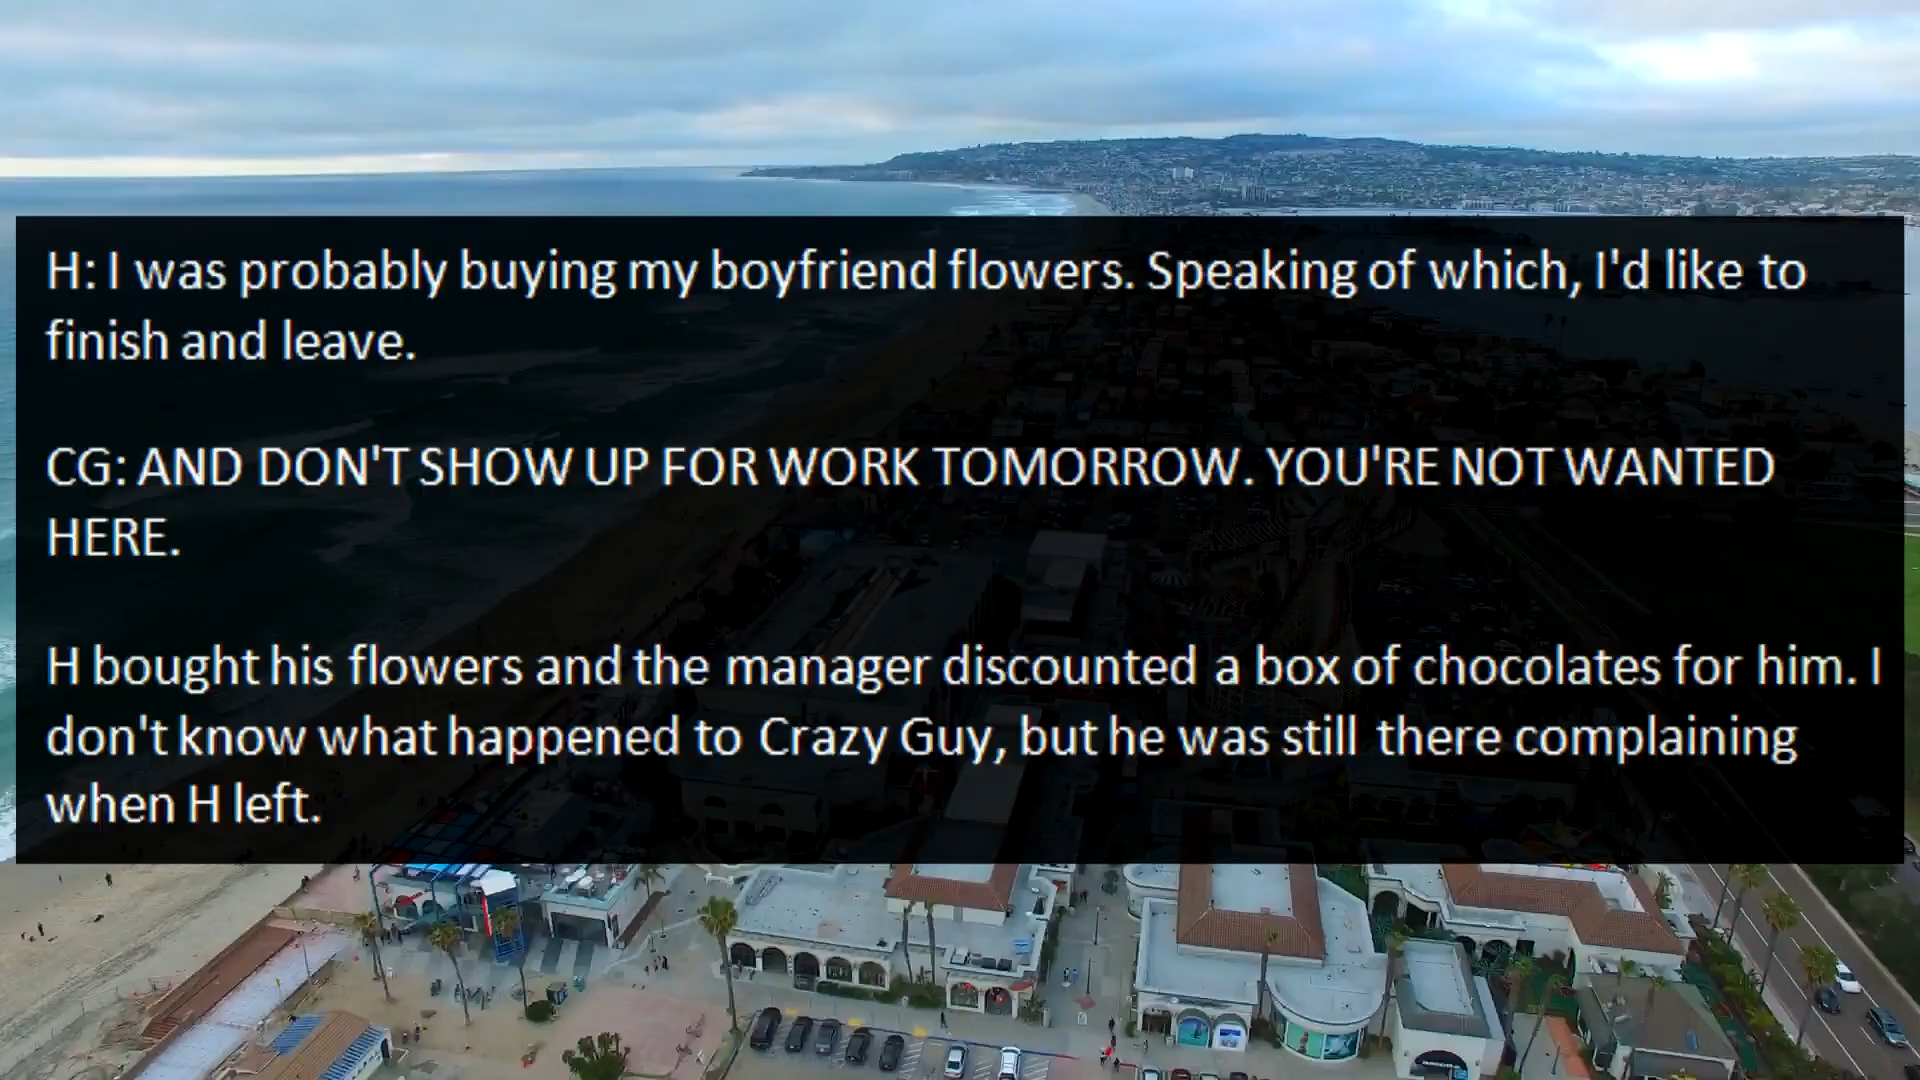 H: I was probably buying my boyfriend flowers. Speaking of which, I'd like to
finish and leave.
CG: AND DON'T SHOW UP FOR WORK TOMORROW. YOU'RE NOT WANTED
HERE.
H bought his flowers and the manager discounted a box of chocolates for him. I
don't know what happened to Crazy Guy, but he was still there complaining
when H left.